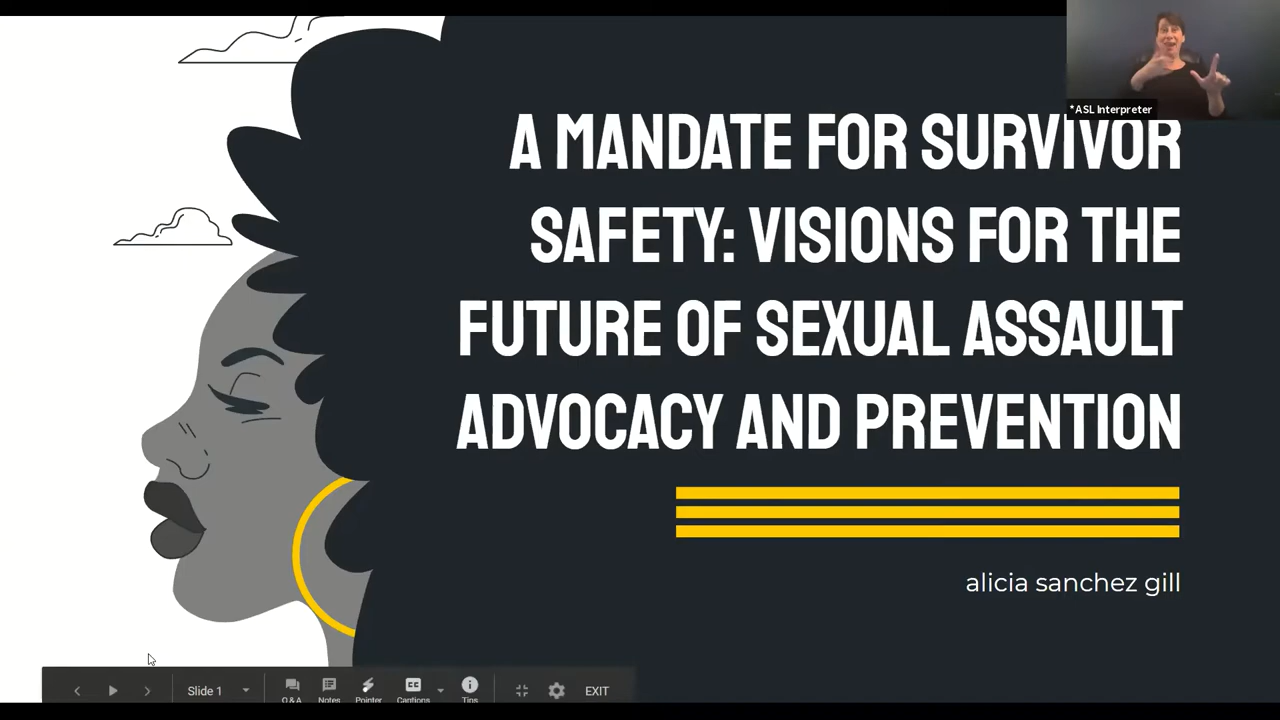 *ASL Interpreter
A MANDATE FOR SURVIVOR
SAFETY: VISIONS FOR THE
FUTURE OF SEXUAL ASSAULT
ADVOCACY AND PREVENTION
alicia sanchez gill
Slide 1
Q & A
Notes
Pointer
CC
Captions
Tips
EXIT